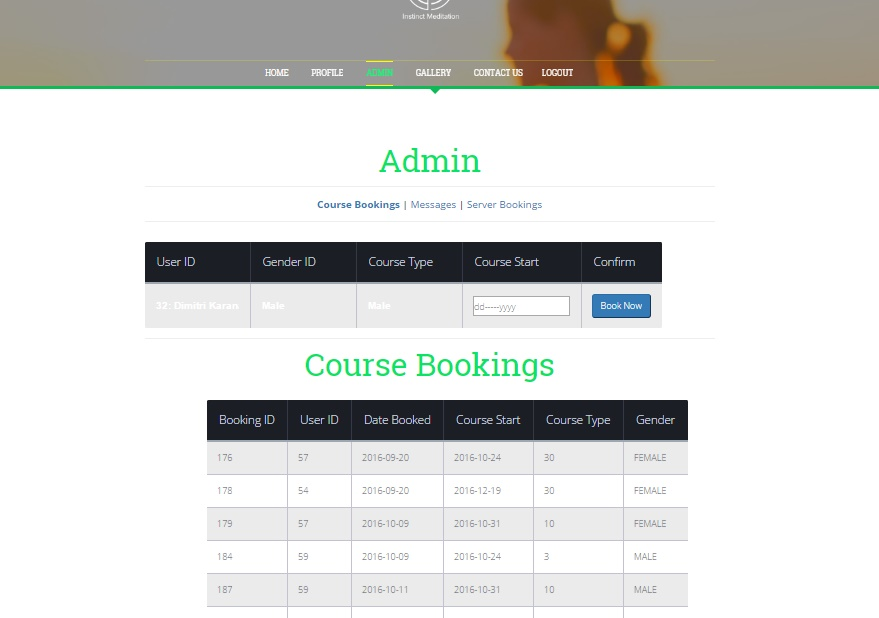 Instinct Meditation
HOME PROFILE ADMIN GALLERY CONTACT US LOGOUT
Admin
Course Bookings | Messages | Server Bookings
User ID Gender ID Course Type Course Start Confirm
32: Dimitri Karan Male Male dd-----yyyy Book Now
Course Bookings
Booking ID User ID Date Booked Course Start Course Type Gender
176 57 2016-09-20 2016-10-24 30 FEMALE
178 54 2016-09-20 2016-12-19 30 FEMALE
179 57 2016-10-09 2016-10-31 10 FEMALE
184 59 2016-10-09 2016-10-24 3 MALE
187 59 2016-10-11 2016-10-31 10 MALE